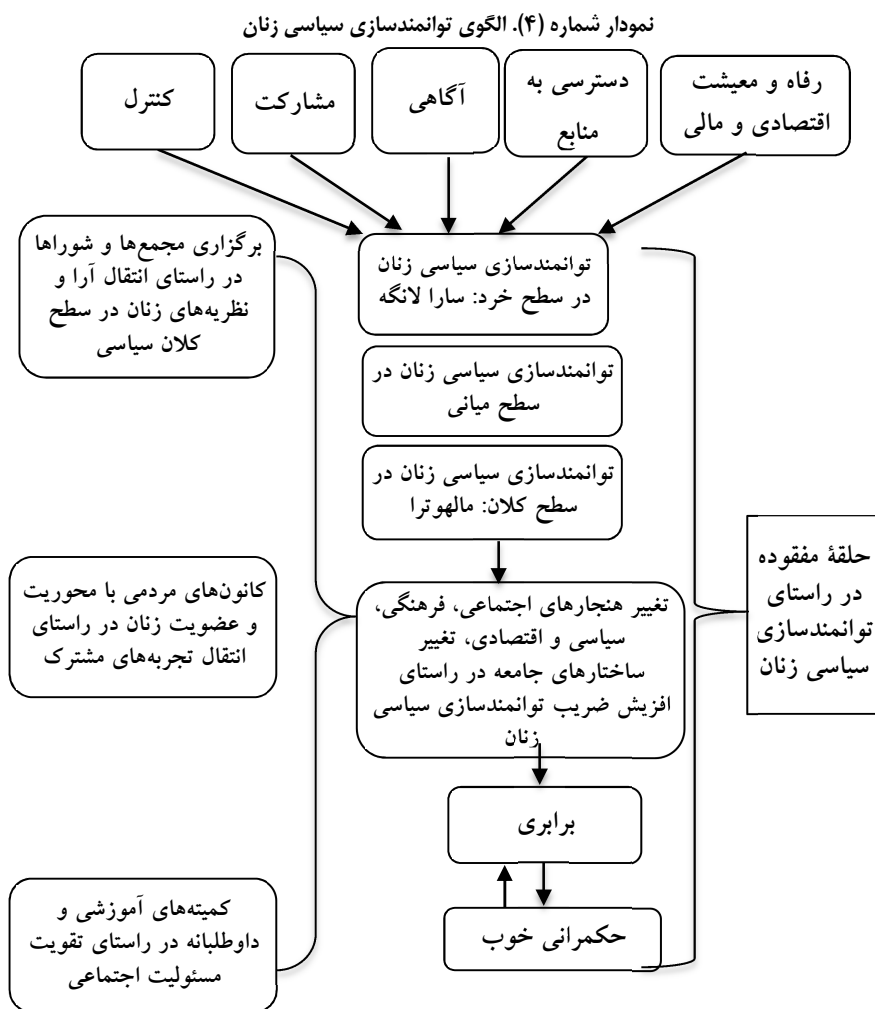 نمودار شماره (۴). الگوی توانمندسازی سیاسی زنان
رفاه و معیشت
اقتصادی و مالی
دسترسی به
منابع
آگاهی
مشارکت
کنترل
توانمندسازی سیاسی زنان
در سطح خرد: سارا لانگه
برگزاری مجمع‌ها و شوراها
در راستای انتقال آرا و
نظریه‌های زنان در سطح
کلان سیاسی
توانمندسازی سیاسی زنان در
سطح میانی
توانمندسازی سیاسی زنان در
سطح کلان: مالهوترا
حلقۀ مفقوده
در راستای
توانمندسازی
سیاسی زنان
تغییر هنجارهای اجتماعی، فرهنگی،
سیاسی و اقتصادی، تغییر
ساختارهای جامعه در راستای
افزیش ضریب توانمندسازی سیاسی
زنان
کانون‌های مردمی با محوریت
و عضویت زنان در راستای
انتقال تجربه‌های مشترک
برابری
حکمرانی خوب
کمیته‌های آموزشی و
داوطلبانه در راستای تقویت
مسئولیت اجتماعی